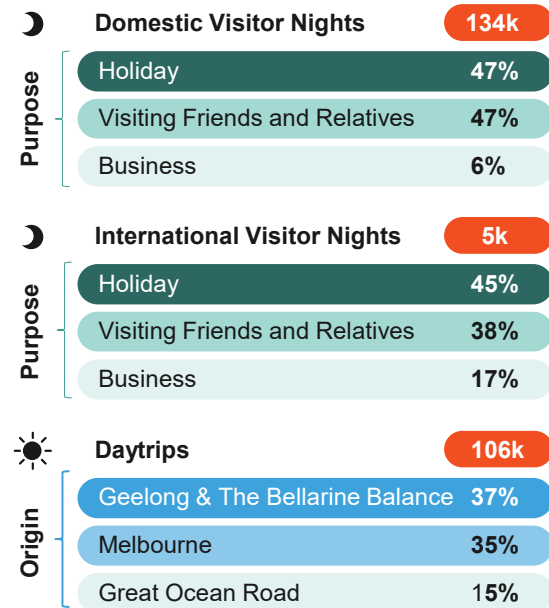 Domestic Visitor Nights 134k
Purpose
Holiday 47%
Visiting Friends and Relatives 47%
Business 6%
International Visitor Nights 5k
Purpose
Holiday 45%
Visiting Friends and Relatives 38%
Business 17%
Daytrips 106k
Origin
Geelong & The Bellarine Balance 37%
Melbourne 35%
Great Ocean Road 15%